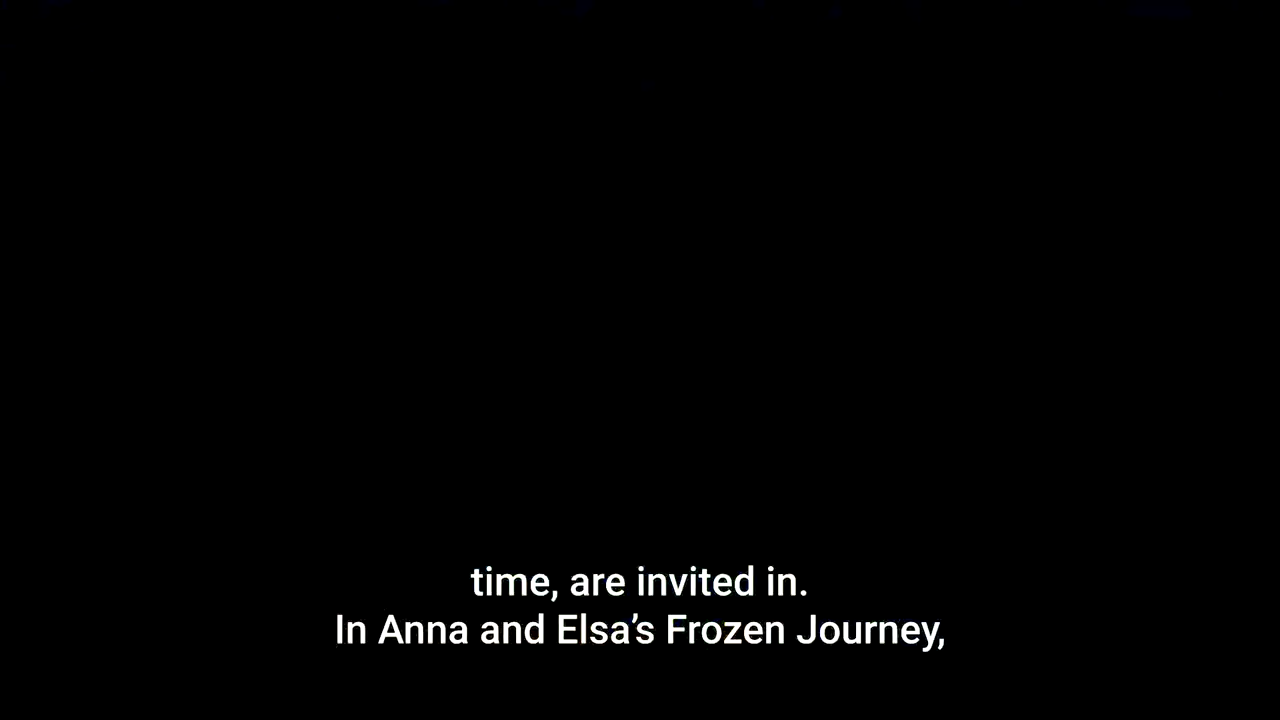 time, are invited in.
In Anna and Elsa’s Frozen Journey,